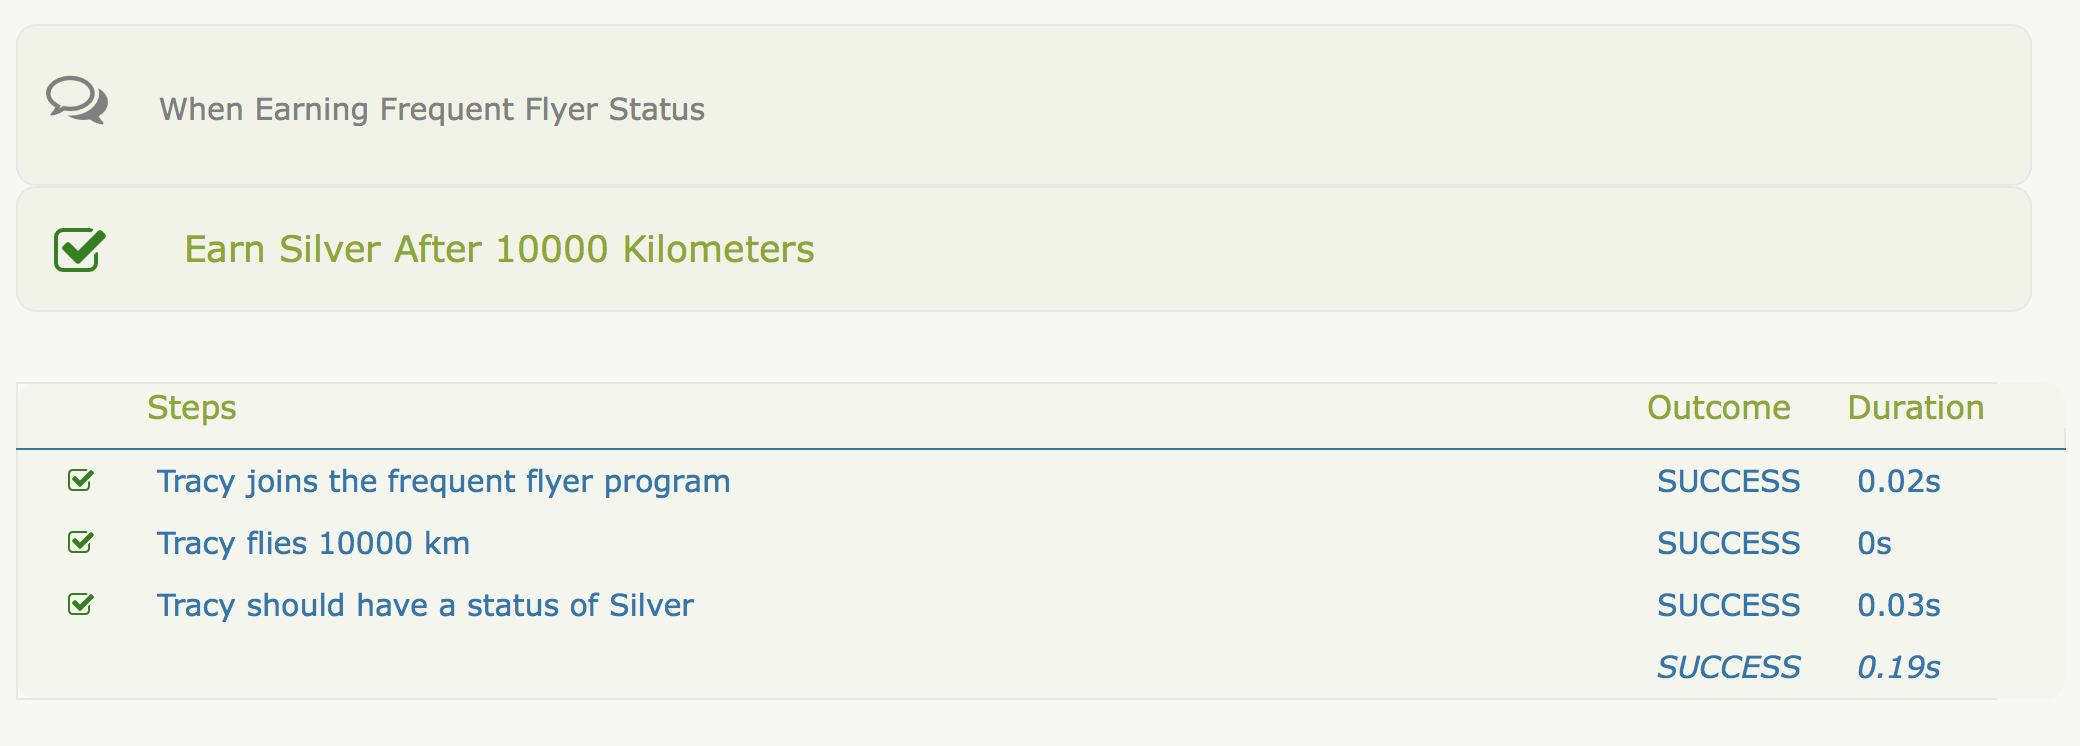 When Earning Frequent Flyer Status
Earn Silver After 10000 Kilometers
Steps Outcome Duration
Tracy joins the frequent flyer program SUCCESS 0.02s
Tracy flies 10000 km SUCCESS 0s
Tracy should have a status of Silver SUCCESS 0.03s
SUCCESS 0.19s